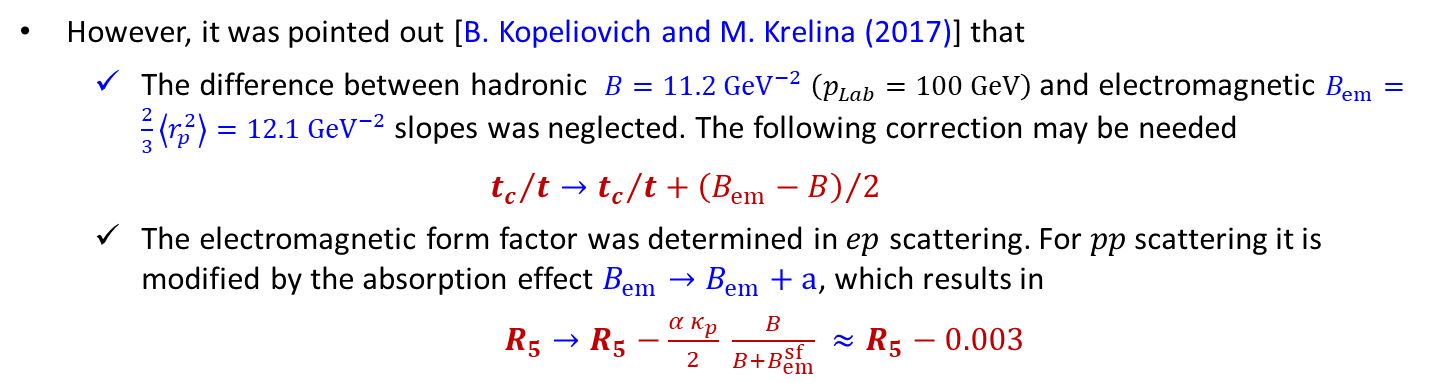 • However, it was pointed out [B. Kopeliovich and M. Krelina (2017)] that
✓ The difference between hadronic B = 11.2 GeV⁻² (p_Lab = 100 GeV) and electromagnetic B_em =
2/3 ⟨r_p²⟩ = 12.1 GeV⁻² slopes was neglected. The following correction may be needed
t_c/t → t_c/t + (B_em − B)/2
✓ The electromagnetic form factor was determined in ep scattering. For pp scattering it is
modified by the absorption effect B_em → B_em + a, which results in
R₅ → R₅ − (α ϰ_p)/2 B/(B+B_em^sf) ≈ R₅ − 0.003